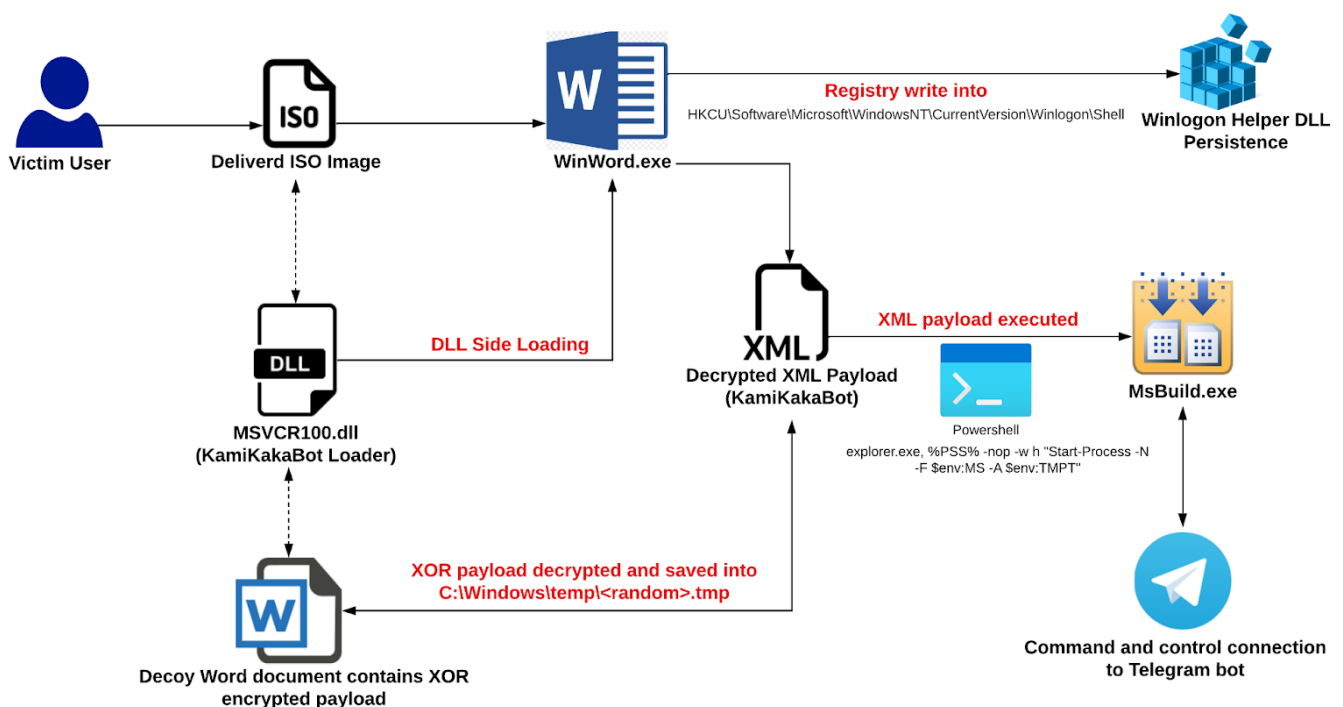 ISO
W
Registry write into
HKCU\Software\Microsoft\WindowsNT\CurrentVersion\Winlogon\Shell
Winlogon Helper DLL
Persistence
Victim User
Deliverd ISO Image
WinWord.exe
DLL
DLL Side Loading
MSVCR100.dll
(KamiKakaBot Loader)
XML
Decrypted XML Payload
(KamiKakaBot)
XML payload executed
Powershell
explorer.exe, %PSS% -nop -w h "Start-Process -N
-F $env:MS -A $env:TMPT"
MsBuild.exe
XOR payload decrypted and saved into
C:\Windows\temp\<random>.tmp
W
Decoy Word document contains XOR
encrypted payload
Command and control connection
to Telegram bot